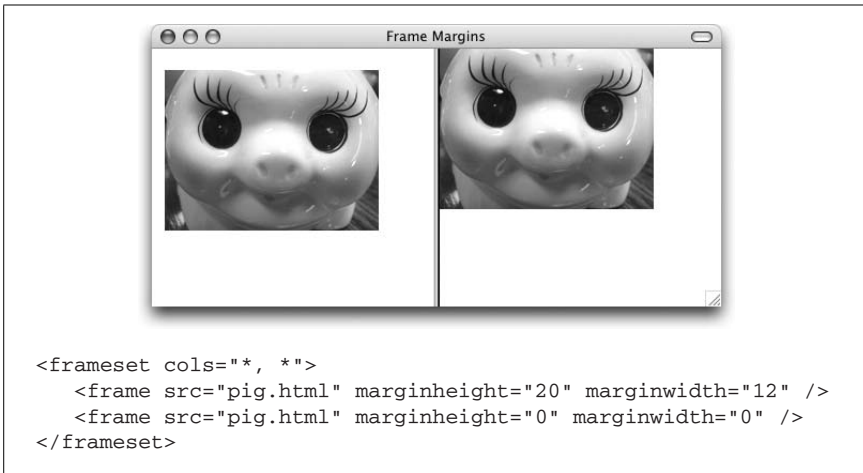 Frame Margins
<frameset cols="*, *">
<frame src="pig.html" marginheight="20" marginwidth="12" />
<frame src="pig.html" marginheight="0" marginwidth="0" />
</frameset>